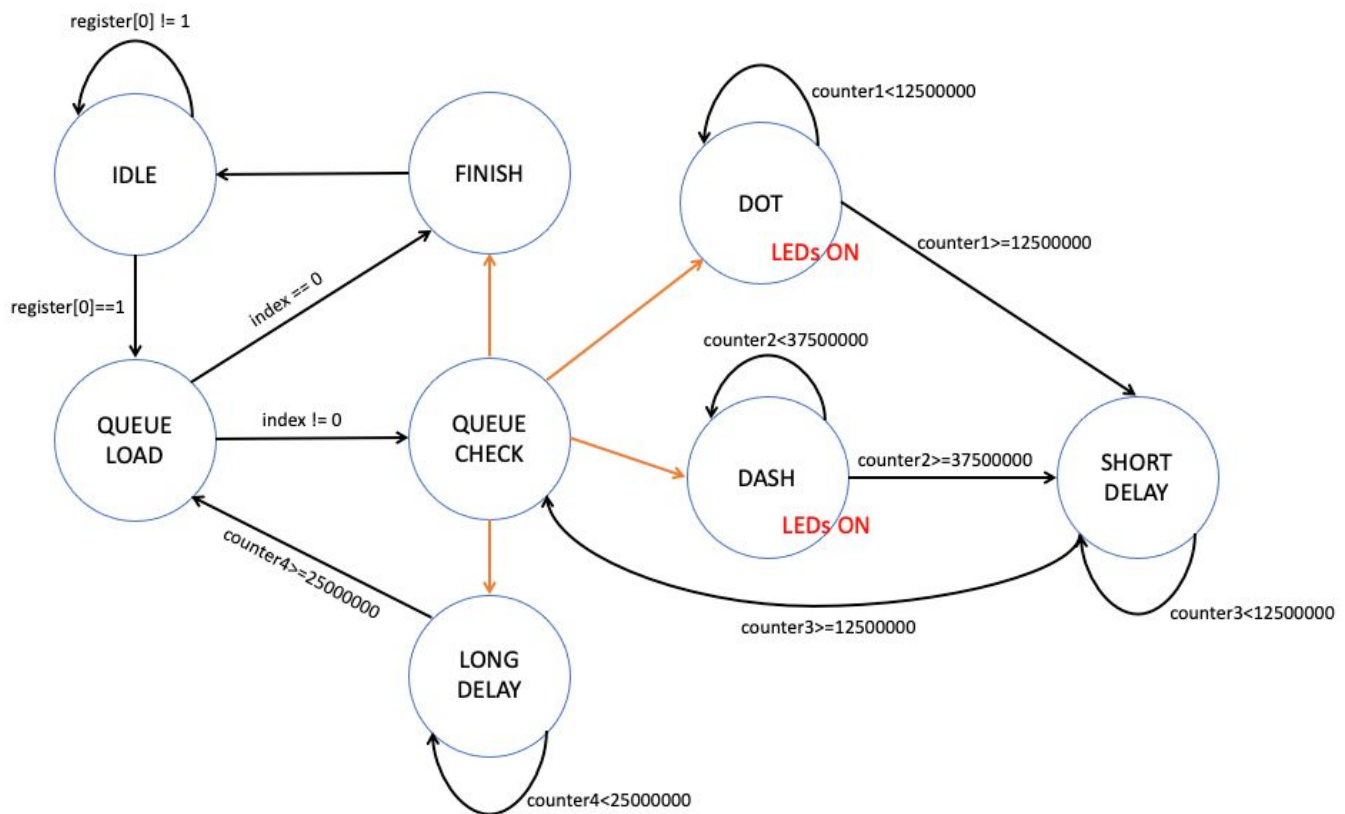 register[0] != 1
IDLE
FINISH
counter1<12500000
DOT
LEDs ON
counter1>=12500000
register[0]==1
index == 0
counter2<37500000
QUEUE
LOAD
index != 0
QUEUE
CHECK
DASH
LEDs ON
counter2>=37500000
SHORT
DELAY
counter4>=25000000
counter3>=12500000
counter3<12500000
LONG
DELAY
counter4<25000000